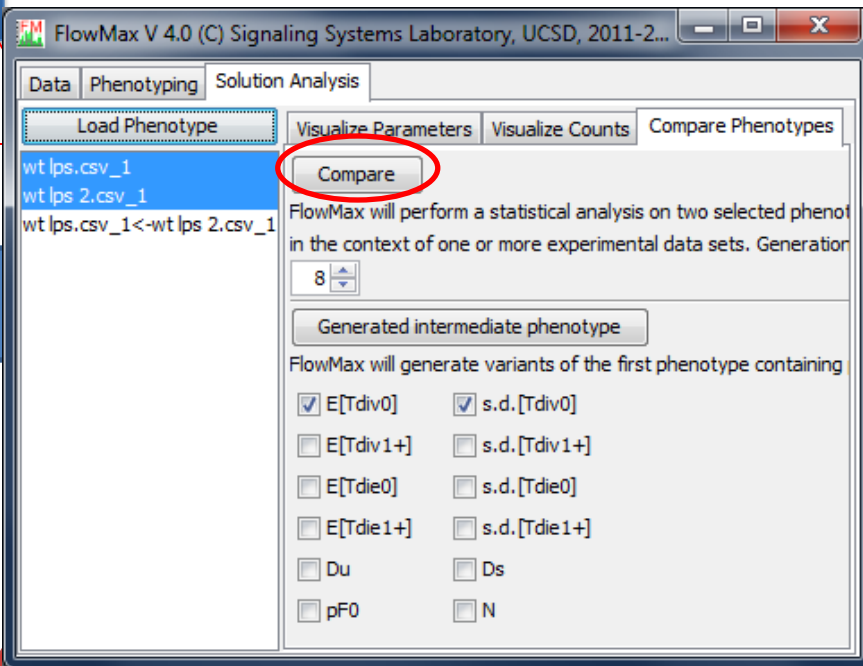 FM FlowMax V 4.0 (C) Signaling Systems Laboratory, UCSD, 2011-2...
Data Phenotyping Solution Analysis
Load Phenotype
Visualize Parameters Visualize Counts Compare Phenotypes
wt lps.csv_1
wt lps 2.csv_1
wt lps.csv_1<-wt lps 2.csv_1
Compare
FlowMax will perform a statistical analysis on two selected phenot
in the context of one or more experimental data sets. Generation
8
Generated intermediate phenotype
FlowMax will generate variants of the first phenotype containing
E[Tdiv0] s.d.[Tdiv0]
E[Tdiv1+] s.d.[Tdiv1+]
E[Tdie0] s.d.[Tdie0]
E[Tdie1+] s.d.[Tdie1+]
Du Ds
pF0 N